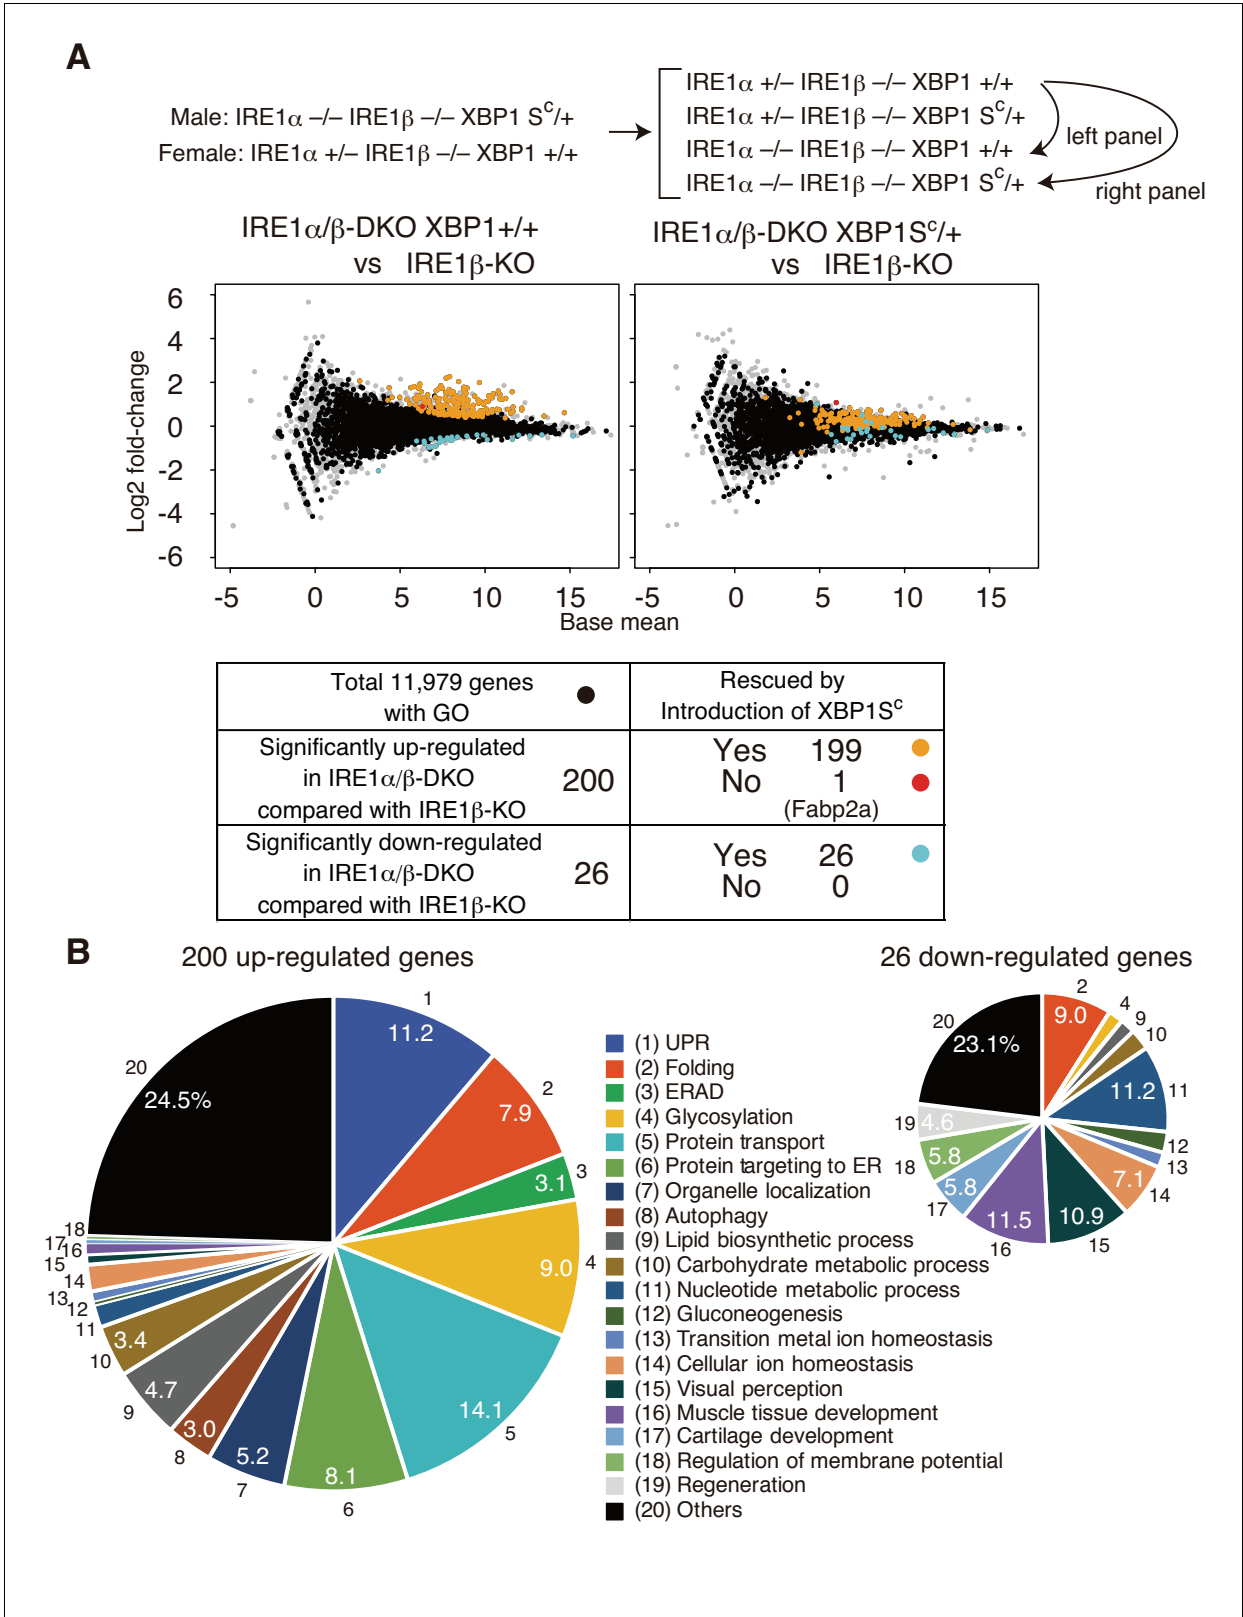 A
Male: IRE1α –/– IRE1β –/– XBP1 Sᶜ/+
Female: IRE1α +/– IRE1β –/– XBP1 +/+
IRE1α +/– IRE1β –/– XBP1 +/+
IRE1α +/– IRE1β –/– XBP1 Sᶜ/+
IRE1α –/– IRE1β –/– XBP1 +/+
IRE1α –/– IRE1β –/– XBP1 Sᶜ/+
left panel
right panel
IRE1α/β-DKO XBP1+/+
vs IRE1β-KO
IRE1α/β-DKO XBP1Sᶜ/+
vs IRE1β-KO
Log2 fold-change
6
4
2
0
-2
-4
-6
-5 0 5 10 15
-5 0 5 10 15
Base mean
Total 11,979 genes
with GO
Rescued by
Introduction of XBP1Sᶜ
Significantly up-regulated
in IRE1α/β-DKO
compared with IRE1β-KO
200
Yes 199
No 1
(Fabp2a)
Significantly down-regulated
in IRE1α/β-DKO
compared with IRE1β-KO
26
Yes 26
No 0
B
200 up-regulated genes
1
11.2
2
7.9
3
3.1
4
9.0
5
14.1
6
8.1
7
5.2
8
3.0
9
4.7
10
3.4
11
12
13
14
15
16
17
18
20
24.5%
(1) UPR
(2) Folding
(3) ERAD
(4) Glycosylation
(5) Protein transport
(6) Protein targeting to ER
(7) Organelle localization
(8) Autophagy
(9) Lipid biosynthetic process
(10) Carbohydrate metabolic process
(11) Nucleotide metabolic process
(12) Gluconeogenesis
(13) Transition metal ion homeostasis
(14) Cellular ion homeostasis
(15) Visual perception
(16) Muscle tissue development
(17) Cartilage development
(18) Regulation of membrane potential
(19) Regeneration
(20) Others
26 down-regulated genes
2
9.0
4
9
10
11
11.2
12
13
14
7.1
15
10.9
16
11.5
17
5.8
18
5.8
19
4.6
20
23.1%